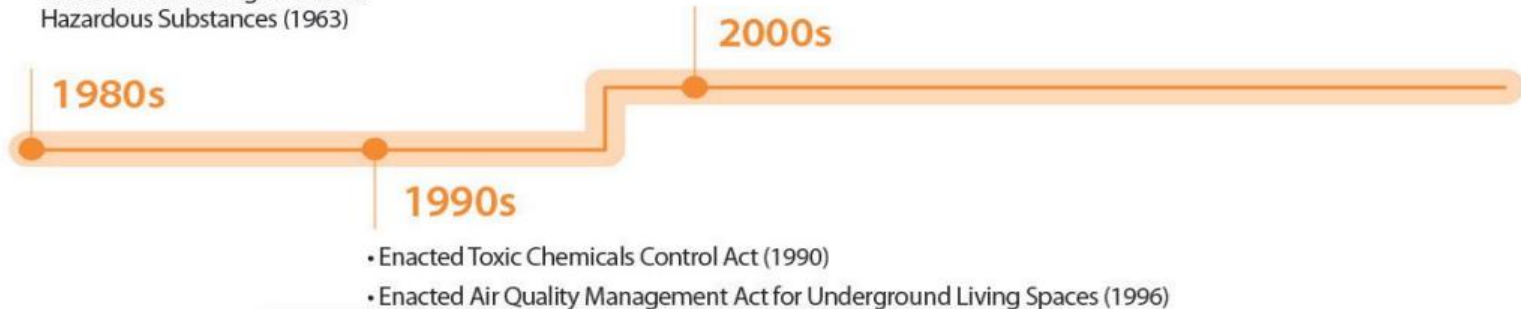 Hazardous Substances (1963)
2000s
1980s
1990s
• Enacted Toxic Chemicals Control Act (1990)
• Enacted Air Quality Management Act for Underground Living Spaces (1996)